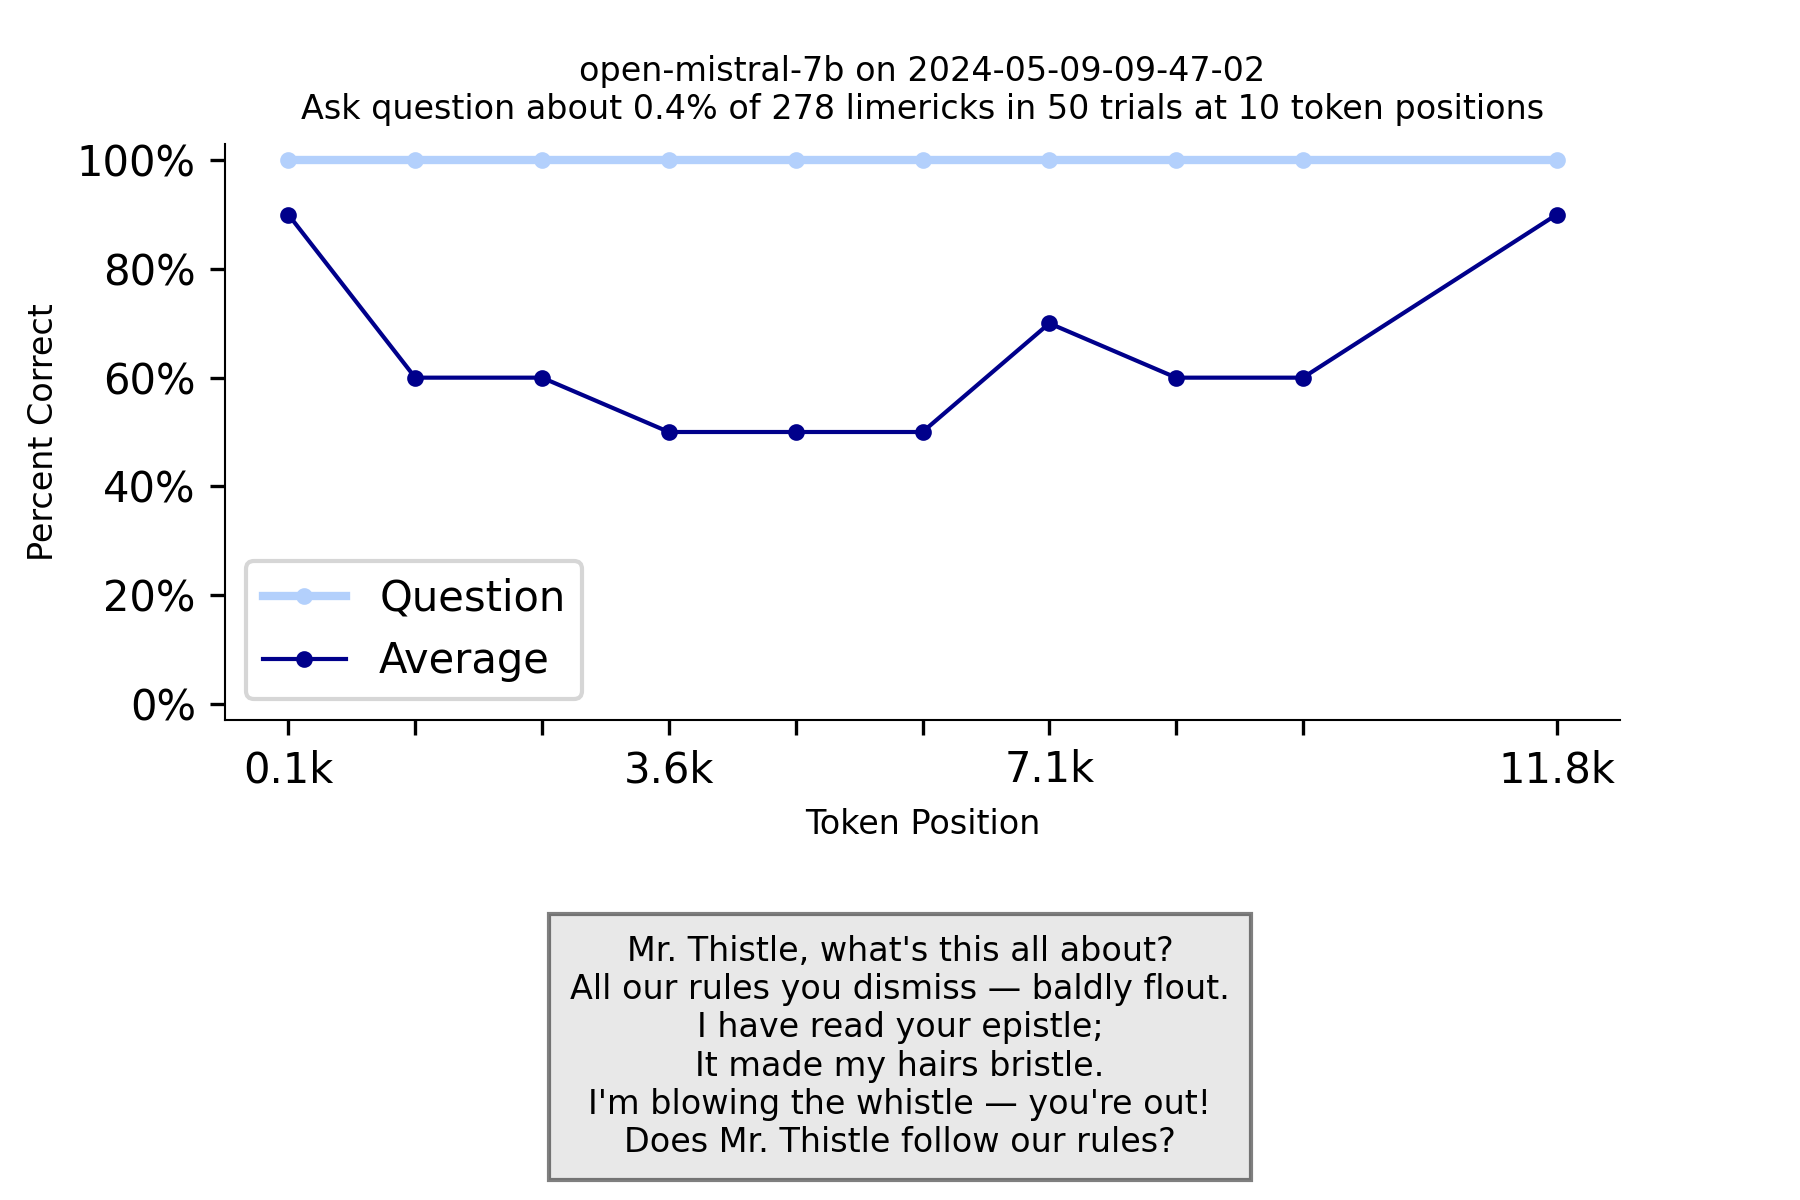 open-mistral-7b on 2024-05-09-09-47-02
Ask question about 0.4% of 278 limericks in 50 trials at 10 token positions
100%
80%
60%
40%
20%
0%
Percent Correct
Question
Average
0.1k 3.6k 7.1k 11.8k
Token Position
Mr. Thistle, what's this all about?
All our rules you dismiss — baldly flout.
I have read your epistle;
It made my hairs bristle.
I'm blowing the whistle — you're out!
Does Mr. Thistle follow our rules?